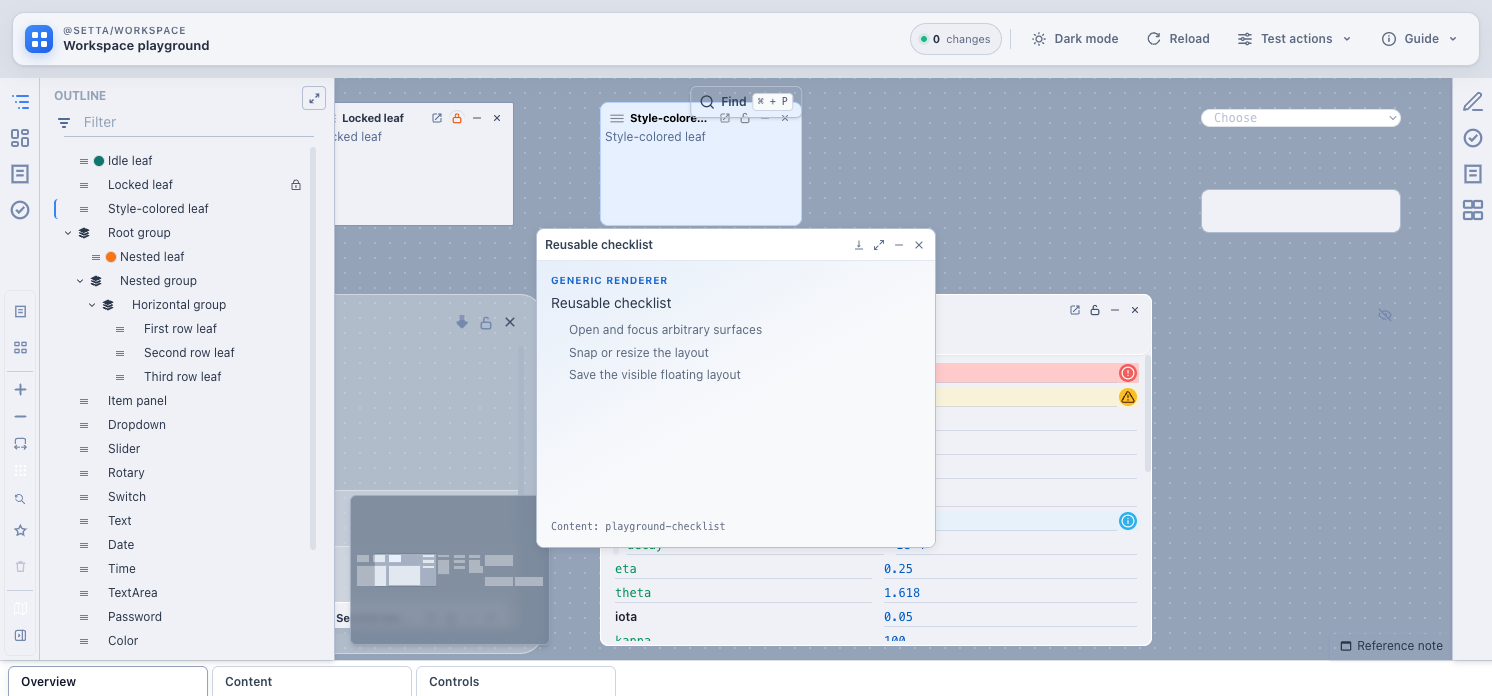 @SETTA/WORKSPACE
Workspace playground
0 changes
Dark mode
Reload
Test actions
Guide
OUTLINE
Filter
Idle leaf
Locked leaf
Style-colored leaf
Root group
Nested leaf
Nested group
Horizontal group
First row leaf
Second row leaf
Third row leaf
Item panel
Dropdown
Slider
Rotary
Switch
Text
Date
Time
TextArea
Password
Color
Locked leaf
Find ⌘ + P
Style-colore...
Style-colored leaf
Choose
Reusable checklist
GENERIC RENDERER
Reusable checklist
Open and focus arbitrary surfaces
Snap or resize the layout
Save the visible floating layout
Content: playground-checklist
eta 0.25
theta 1.618
iota 0.05
kappa 100
Reference note
Overview
Content
Controls